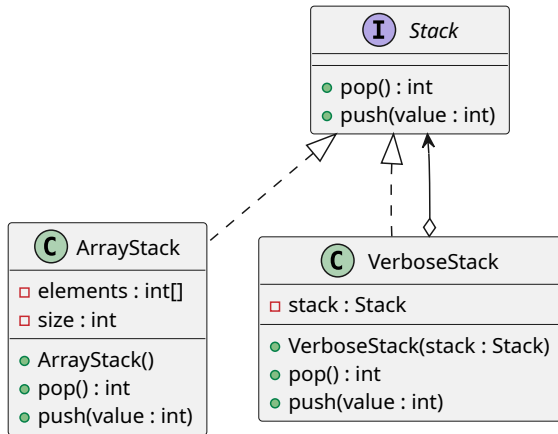 I Stack
pop() : int
push(value : int)
C ArrayStack
elements : int[]
size : int
ArrayStack()
pop() : int
push(value : int)
C VerboseStack
stack : Stack
VerboseStack(stack : Stack)
pop() : int
push(value : int)